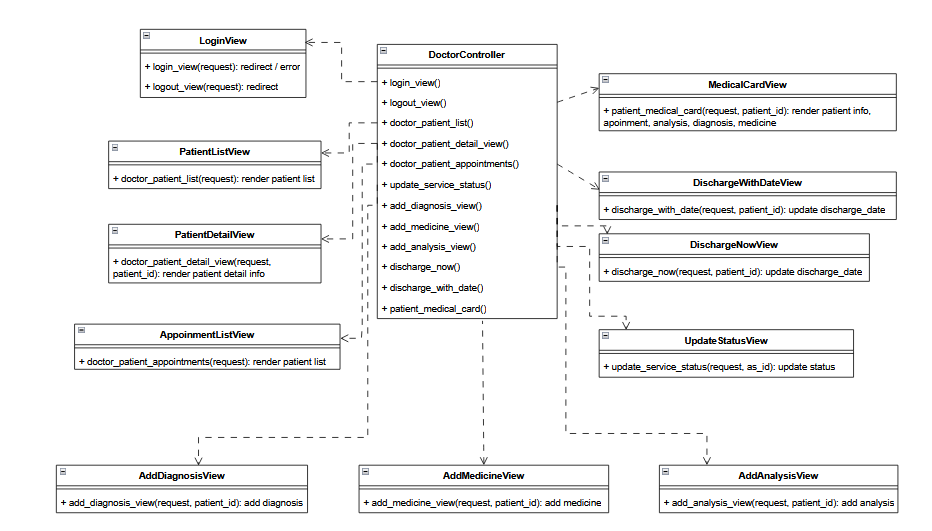 LoginView
+ login_view(request): redirect / error
+ logout_view(request): redirect
DoctorController
+ login_view()
+ logout_view()
+ doctor_patient_list()
+ doctor_patient_detail_view()
+ doctor_patient_appointments()
+ update_service_status()
+ add_diagnosis_view()
+ add_medicine_view()
+ add_analysis_view()
+ discharge_now()
+ discharge_with_date()
+ patient_medical_card()
MedicalCardView
+ patient_medical_card(request, patient_id): render patient info,
apoinment, analysis, diagnosis, medicine
PatientListView
+ doctor_patient_list(request): render patient list
DischargeWithDateView
+ discharge_with_date(request, patient_id): update discharge_date
PatientDetailView
+ doctor_patient_detail_view(request,
patient_id): render patient detail info
DischargeNowView
+ discharge_now(request, patient_id): update discharge_date
AppoinmentListView
+ doctor_patient_appointments(request): render patient list
UpdateStatusView
+ update_service_status(request, as_id): update status
AddDiagnosisView
+ add_diagnosis_view(request, patient_id): add diagnosis
AddMedicineView
+ add_medicine_view(request, patient_id): add medicine
AddAnalysisView
+ add_analysis_view(request, patient_id): add analysis